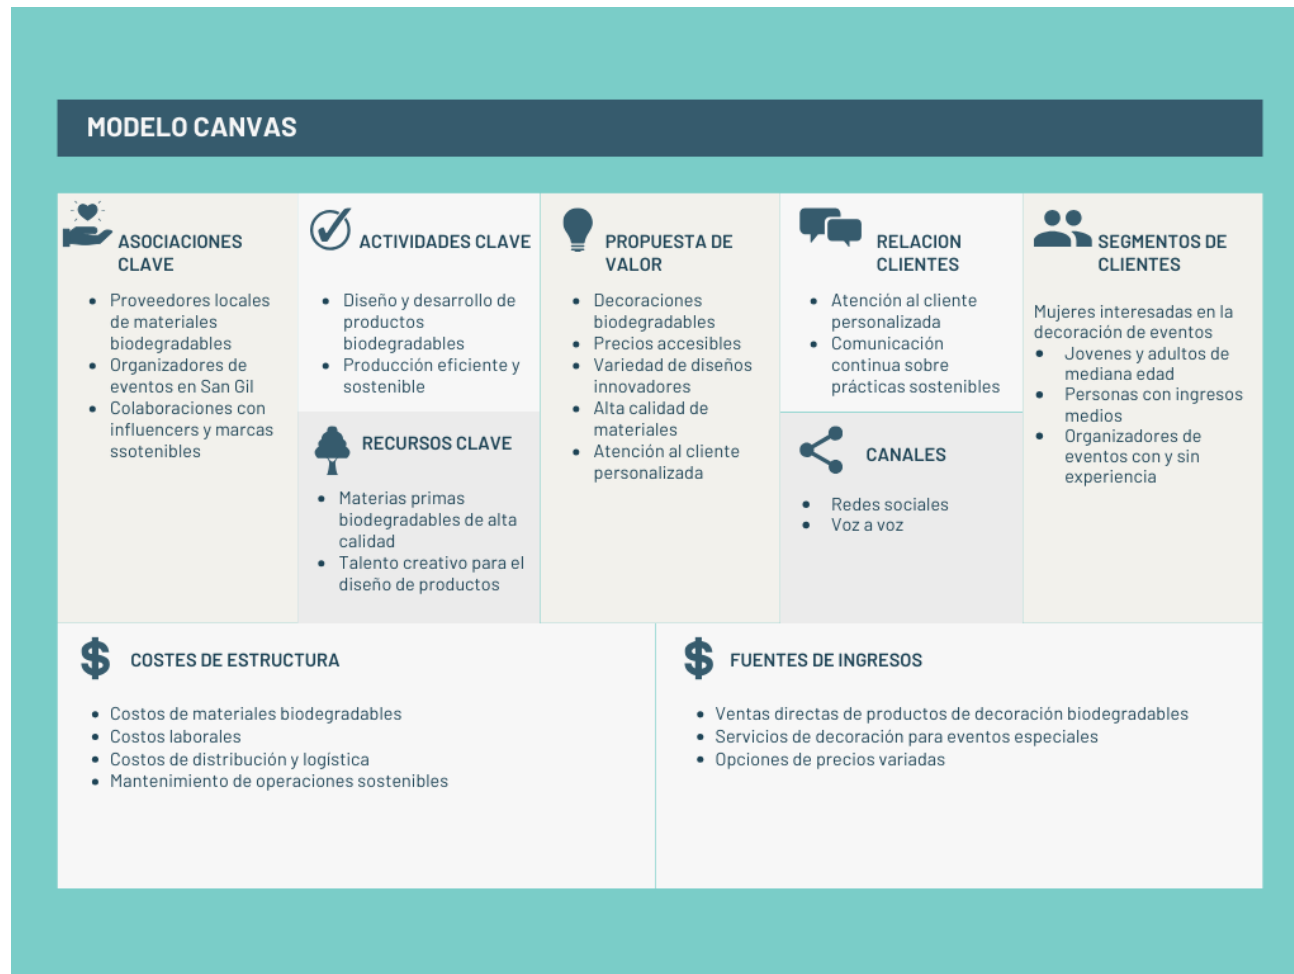 MODELO CANVAS
ASOCIACIONES
CLAVE
• Proveedores locales
de materiales
biodegradables
• Organizadores de
eventos en San Gil
• Colaboraciones con
influencers y marcas
ssotenibles
ACTIVIDADES CLAVE
• Diseño y desarrollo de
productos
biodegradables
• Producción eficiente y
sostenible
RECURSOS CLAVE
• Materias primas
biodegradables de alta
calidad
• Talento creativo para el
diseño de productos
PROPUESTA DE
VALOR
• Decoraciones
biodegradables
• Precios accesibles
• Variedad de diseños
innovadores
• Alta calidad de
materiales
• Atención al cliente
personalizada
RELACION
CLIENTES
• Atención al cliente
personalizada
• Comunicación
continua sobre
prácticas sostenibles
CANALES
• Redes sociales
• Voz a voz
SEGMENTOS DE
CLIENTES
Mujeres interesadas en la
decoración de eventos
• Jovenes y adultos de
mediana edad
• Personas con ingresos
medios
• Organizadores de
eventos con y sin
experiencia
COSTES DE ESTRUCTURA
• Costos de materiales biodegradables
• Costos laborales
• Costos de distribución y logística
• Mantenimiento de operaciones sostenibles
FUENTES DE INGRESOS
• Ventas directas de productos de decoración biodegradables
• Servicios de decoración para eventos especiales
• Opciones de precios variadas